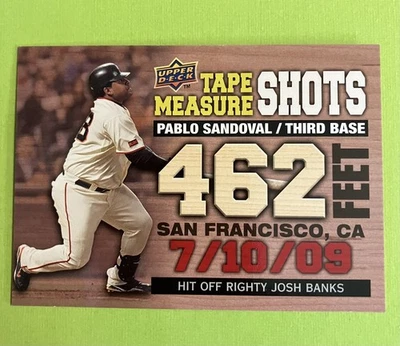 UPPER
DECK
TM
TAPE
MEASURE SHOTS
PABLO SANDOVAL / THIRD BASE
462 FEET
SAN FRANCISCO, CA
7/10/09
HIT OFF RIGHTY JOSH BANKS